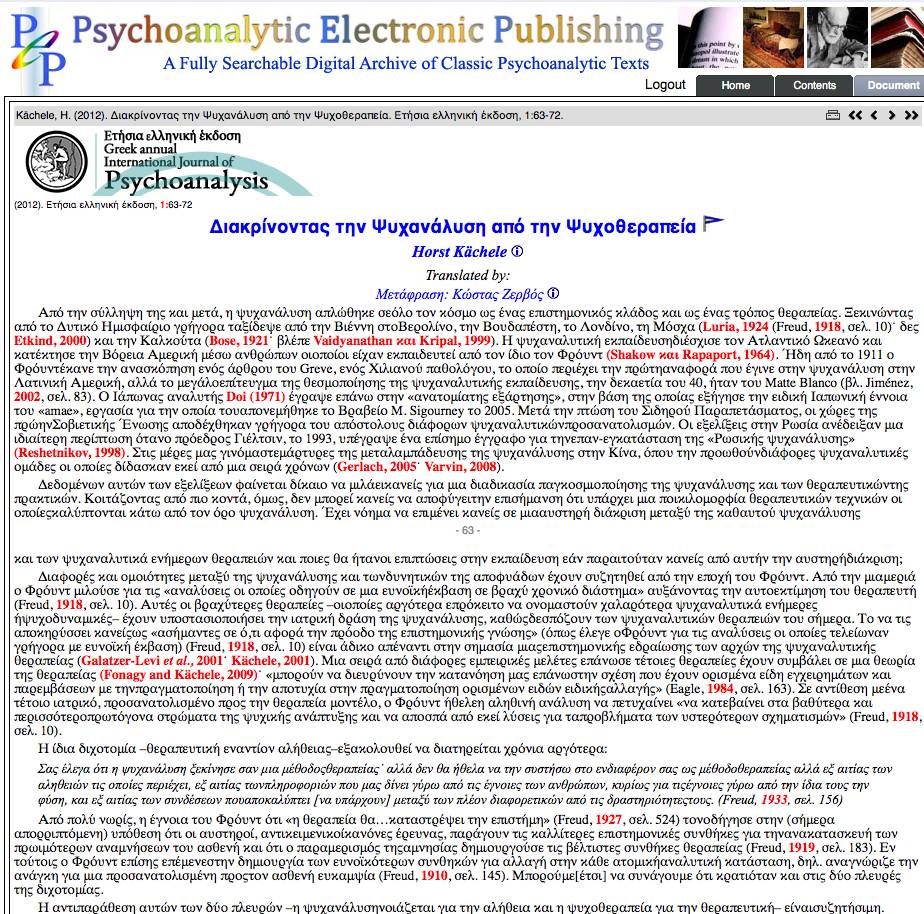 PeP Psychoanalytic Electronic Publishing
A Fully Searchable Digital Archive of Classic Psychoanalytic Texts
Logout Home Contents Document
Kächele, H. (2012). Διακρίνοντας την Ψυχανάλυση από την Ψυχοθεραπεία. Ετήσια ελληνική έκδοση, 1:63-72.
Ετήσια ελληνική έκδοση
Greek annual
International Journal of
Psychoanalysis
(2012). Ετήσια ελληνική έκδοση, 1:63-72
Διακρίνοντας την Ψυχανάλυση από την Ψυχοθεραπεία
Horst Kächele
Translated by:
Μετάφραση: Κώστας Ζερβός
Από την σύλληψη της και μετά, η ψυχανάλυση απλώθηκε σεόλο τον κόσμο ως ένας επιστημονικός κλάδος και ως ένας τρόπος θεραπείας. Ξεκινώντας
από το Δυτικό Ημισφαίριο γρήγορα ταξίδεψε από την Βιέννη στοΒερολίνο, την Βουδαπέστη, το Λονδίνο, τη Μόσχα (Luria, 1924 (Freud, 1918, σελ. 10)˙ δες
Etkind, 2000) και την Καλκούτα (Bose, 1921˙ βλέπε Vaidyanathan και Kripal, 1999). Η ψυχαναλυτική εκπαίδευσηδιέσχισε τον Ατλαντικό Ωκεανό και
κατέκτησε την Βόρεια Αμερική μέσω ανθρώπων οιοποίοι είχαν εκπαιδευτεί από τον ίδιο τον Φρόυντ (Shakow και Rapaport, 1964). Ήδη από το 1911 ο
Φρόυντέκανε την ανασκόπηση ενός άρθρου του Greve, ενός Χιλιανού παθολόγου, το οποίο περιέχει την πρώτηαναφορά που έγινε στην ψυχανάλυση στην
Λατινική Αμερική, αλλά το μεγάλοεπίτευγμα της θεσμοποίησης της ψυχαναλυτικής εκπαίδευσης, την δεκαετία του 40, ήταν του Matte Blanco (βλ. Jiménez,
2002, σελ. 83). Ο Ιάπωνας αναλυτής Doi (1971) έγραψε επάνω στην «ανατομίατης εξάρτησης», στην βάση της οποίας εξήγησε την ειδική Ιαπωνική έννοια
του «amae», εργασία για την οποία τουαπονεμήθηκε το Βραβείο M. Sigourney το 2005. Μετά την πτώση του Σιδηρού Παραπετάσματος, οι χώρες της
πρώηνΣοβιετικής Ένωσης αποδέχθηκαν γρήγορα του απόστολους διάφορων ψυχαναλυτικώνπροσανατολισμών. Οι εξελίξεις στην Ρωσία ανέδειξαν μια
ιδιαίτερη περίπτωση ότανο πρόεδρος Γιέλτσιν, το 1993, υπέγραψε ένα επίσημο έγγραφο για τηνεπαν-εγκατάσταση της «Ρωσικής ψυχανάλυσης»
(Reshetnikov, 1998). Στις μέρες μας γινόμαστεμάρτυρες της μεταλαμπάδευσης της ψυχανάλυσης στην Κίνα, όπου την προωθούνδιάφορες ψυχαναλυτικές
ομάδες οι οποίες δίδασκαν εκεί από μια σειρά χρόνων (Gerlach, 2005˙ Varvin, 2008).
Δεδομένων αυτών των εξελίξεων φαίνεται δίκαιο να μιλάεικανείς για μια διαδικασία παγκοσμιοποίησης της ψυχανάλυσης και των θεραπευτικώντης
πρακτικών. Κοιτάζοντας από πιο κοντά, όμως, δεν μπορεί κανείς να αποφύγειτην επισήμανση ότι υπάρχει μια ποικιλομορφία θεραπευτικών τεχνικών οι
οποίεςκαλύπτονται κάτω από τον όρο ψυχανάλυση. Έχει νόημα να επιμένει κανείς σε μιααυστηρή διάκριση μεταξύ της καθαυτού ψυχανάλυσης
- 63 -
και των ψυχαναλυτικά ενήμερων θεραπειών και ποιες θα ήτανοι επιπτώσεις στην εκπαίδευση εάν παραιτούταν κανείς από αυτήν την αυστηρήδιάκριση;
Διαφορές και ομοιότητες μεταξύ της ψυχανάλυσης και τωνδυνητικών της αποφυάδων έχουν συζητηθεί από την εποχή του Φρόυντ. Από την μιαμεριά
ο Φρόυντ μιλούσε για τις «αναλύσεις οι οποίες οδηγούν σε μια ευνοϊκήέκβαση σε βραχύ χρονικό διάστημα» αυξάνοντας την αυτοεκτίμηση του θεραπευτή
(Freud, 1918, σελ. 10). Αυτές οι βραχύτερες θεραπείες –οιοποίες αργότερα επρόκειτο να ονομαστούν χαλαρότερα ψυχαναλυτικά ενήμερες
ήψυχοδυναμικές– έχουν υποστασιοποιήσει την ιατρική δράση της ψυχανάλυσης, καθώςδεσπόζουν των ψυχαναλυτικών θεραπειών του σήμερα. Το να τις
αποκηρύσσει κανείςως «ασήμαντες σε ό,τι αφορά την πρόοδο της επιστημονικής γνώσης» (όπως έλεγε οΦρόυντ για τις αναλύσεις οι οποίες τελείωναν
γρήγορα με ευνοϊκή έκβαση) (Freud, 1918, σελ. 10) είναι άδικο απέναντι στην σημασία μιαςεπιστημονικής εδραίωσης των αρχών της ψυχαναλυτικής
θεραπείας (Galatzer-Levi et al., 2001˙ Kächele, 2001). Μια σειρά από διάφορες εμπειρικές μελέτες επάνωσε τέτοιες θεραπείες έχουν συμβάλει σε μια θεωρία
της θεραπείας (Fonagy and Kächele, 2009)˙ «μπορούν να διευρύνουν την κατανόηση μας επάνωστην σχέση που έχουν ορισμένα είδη εγχειρημάτων και
παρεμβάσεων με τηνπραγματοποίηση ή την αποτυχία στην πραγματοποίηση ορισμένων ειδών ειδικήςαλλαγής» (Eagle, 1984, σελ. 163). Σε αντίθεση μεένα
τέτοιο ιατρικό, προσανατολισμένο προς την θεραπεία μοντέλο, ο Φρόυντ ήθελεη αληθινή ανάλυση να πετυχαίνει «να κατεβαίνει στα βαθύτερα και
περισσότεροπρωτόγονα στρώματα της ψυχικής ανάπτυξης και να αποσπά από εκεί λύσεις για ταπροβλήματα των υστερότερων σχηματισμών» (Freud, 1918,
σελ. 10).
Η ίδια διχοτομία –θεραπευτική εναντίον αλήθειας–εξακολουθεί να διατηρείται χρόνια αργότερα:
Σας έλεγα ότι η ψυχανάλυση ξεκίνησε σαν μια μέθοδοςθεραπείας˙ αλλά δεν θα ήθελα να την συστήσω στο ενδιαφέρον σας ως μέθοδοθεραπείας αλλά εξ αιτίας των
αληθειών τις οποίες περιέχει, εξ αιτίας τωνπληροφοριών που μας δίνει γύρω από τις έγνοιες των ανθρώπων, κυρίως για τιςέγνοιες γύρω από την ίδια τους την
φύση, και εξ αιτίας των συνδέσεων πουαποκαλύπτει [να υπάρχουν] μεταξύ των πλέον διαφορετικών από τις δραστηριότητεςτους. (Freud, 1933, σελ. 156)
Από πολύ νωρίς, η έγνοια του Φρόυντ ότι «η θεραπεία θα…καταστρέψει την επιστήμη» (Freud, 1927, σελ. 524) τονοδήγησε στην (σήμερα
απορριπτόμενη) υπόθεση ότι οι αυστηροί, αντικειμενικοίκανόνες έρευνας, παράγουν τις καλλίτερες επιστημονικές συνθήκες για τηνανακατασκευή των
πρωιμότερων αναμνήσεων του ασθενή και ότι ο παραμερισμός τηςαμνησίας δημιουργούσε τις βέλτιστες συνθήκες θεραπείας (Freud, 1919, σελ. 183). Εν
τούτοις ο Φρόυντ επίσης επέμενεστην δημιουργία των ευνοϊκότερων συνθηκών για αλλαγή στην κάθε ατομικήαναλυτική κατάσταση, δηλ. αναγνώριζε την
ανάγκη για μια προσανατολισμένη προςτον ασθενή ευκαμψία (Freud, 1910, σελ. 145). Μπορούμε[έτσι] να συνάγουμε ότι κρατιόταν και στις δύο πλευρές
της διχοτομίας.
Η αντιπαράθεση αυτών των δύο πλευρών –η ψυχανάλυσηνοιάζεται για την αλήθεια και η ψυχοθεραπεία για την θεραπευτική– είναισυζητήσιμη.